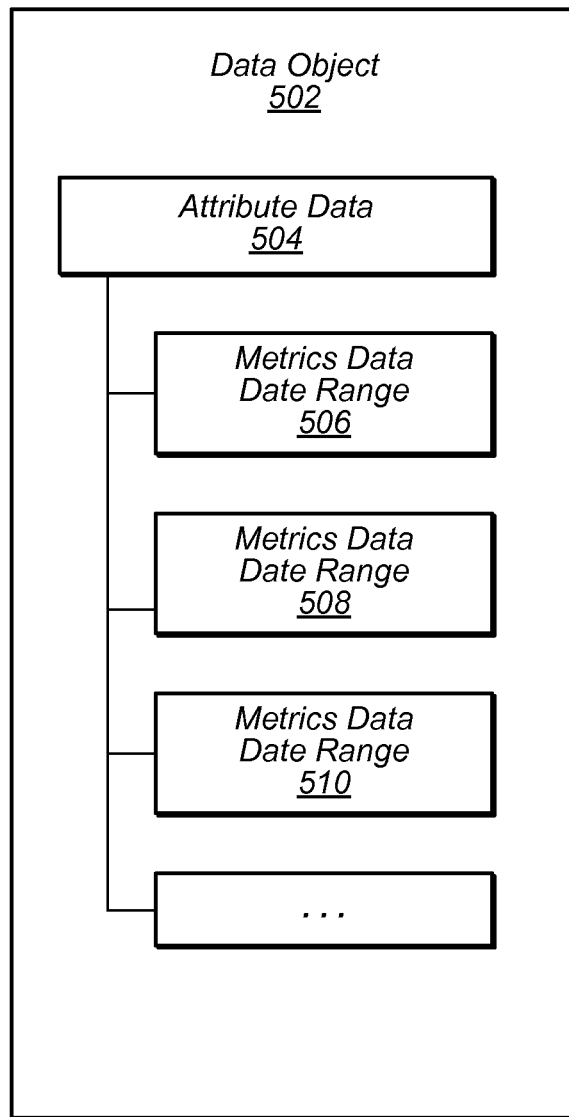 Data Object
502
Attribute Data
504
Metrics Data
Date Range
506
Metrics Data
Date Range
508
Metrics Data
Date Range
510
. . .